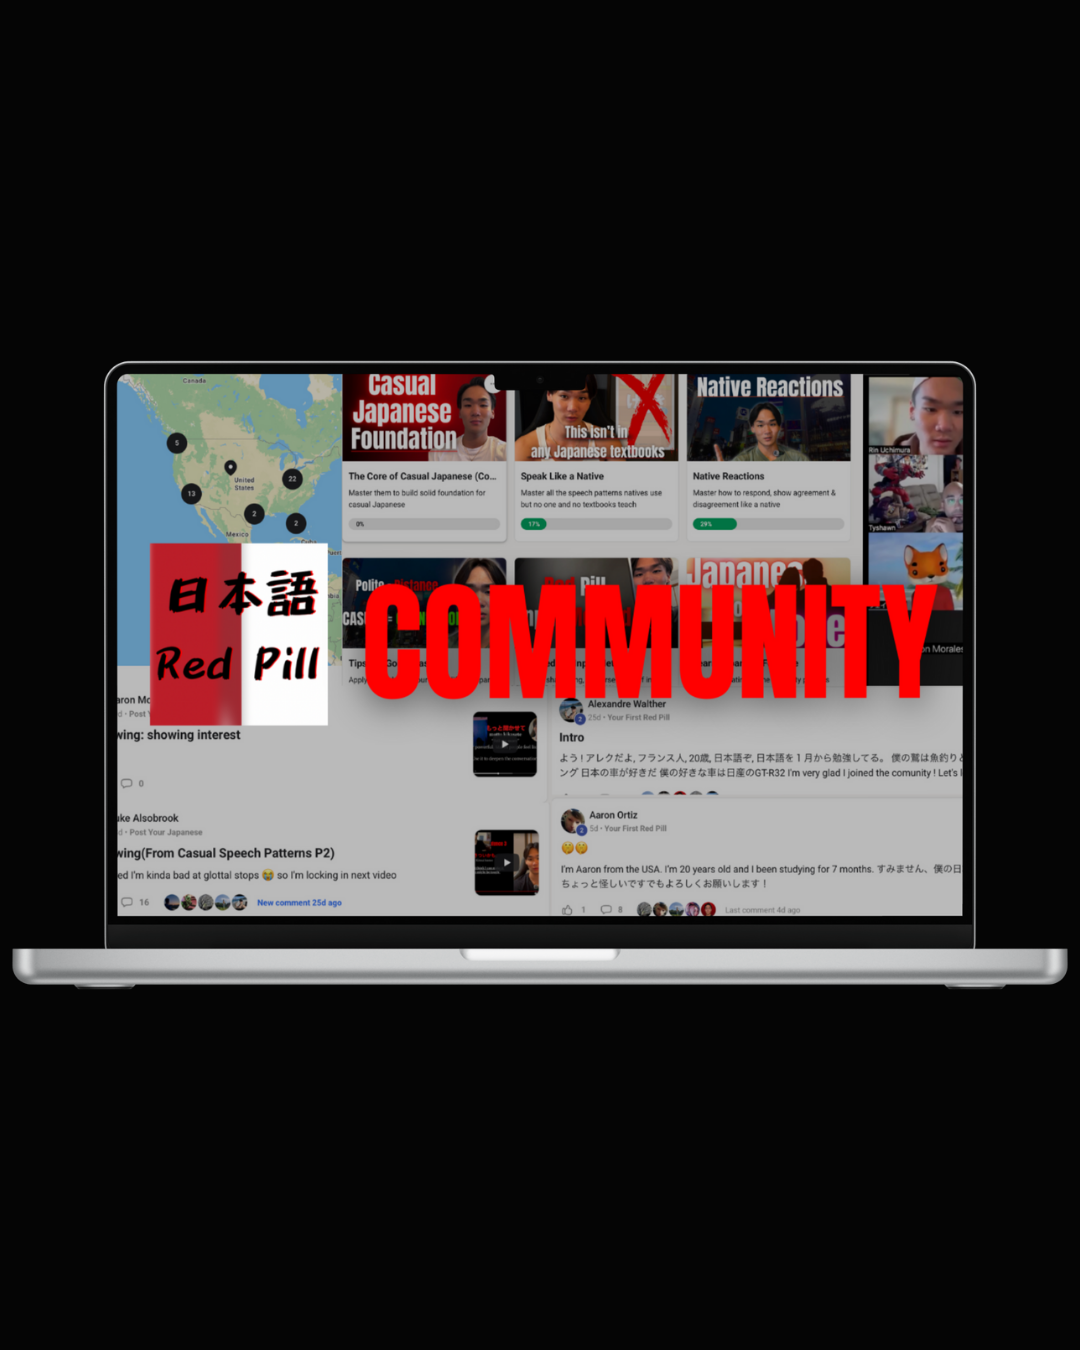 Canada
5
United
States
22
13
2
Mexico
2
Cuba
Casual
Japanese
Foundation
The Core of Casual Japanese (Co...
Master them to build solid foundation for
casual Japanese
0%
This isn't in
any Japanese textbooks
Speak Like a Native
Master all the speech patterns natives use
but no one and no textbooks teach
17%
Native Reactions
Native Reactions
Master how to respond, show agreement &
disagreement like a native
29%
Rin Uchimura
Tyshawn
on Morales
日本語
Red Pill
COMMUNITY
Polite = Distance
Pill
Japanese
wing: showing interest
0
uke Alsobrook
d • Post Your Japanese
wing(From Casual Speech Patterns P2)
ed I'm kinda bad at glottal stops 😭 so I'm locking in next video
16
New comment 25d ago
Alexandre Walther
2
25d • Your First Red Pill
Intro
よう ! アレクだよ, フランス人, 20歳, 日本語ぞ, 日本語を 1 月から勉強してる。 僕の鷲は魚釣りと
ング 日本の車が好きだ 僕の好きな車は日産のGT-R32 I'm very glad I joined the comunity ! Let's l
Aaron Ortiz
2
5d • Your First Red Pill
🤫🤫
I'm Aaron from the USA. I'm 20 years old and I been studying for 7 months. すみません、僕の日
ちょっと怪しいですでもよろしくお願いします！
1
8
Last comment 4d ago